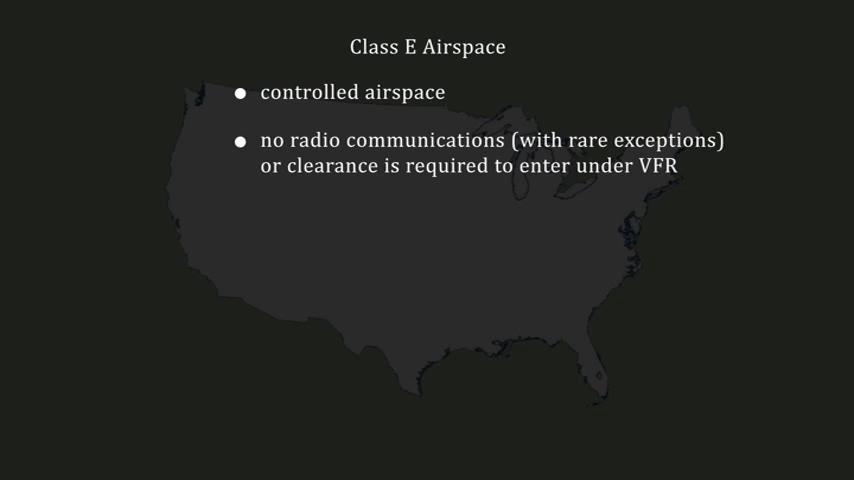 Class E Airspace
● controlled airspace
● no radio communications (with rare exceptions)
or clearance is required to enter under VFR